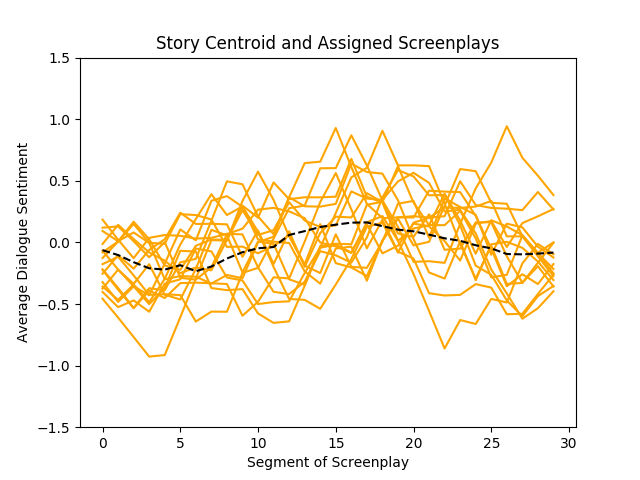 Story Centroid and Assigned Screenplays
1.5
1.0
0.5
0.0
−0.5
−1.0
−1.5
Average Dialogue Sentiment
0 5 10 15 20 25 30
Segment of Screenplay